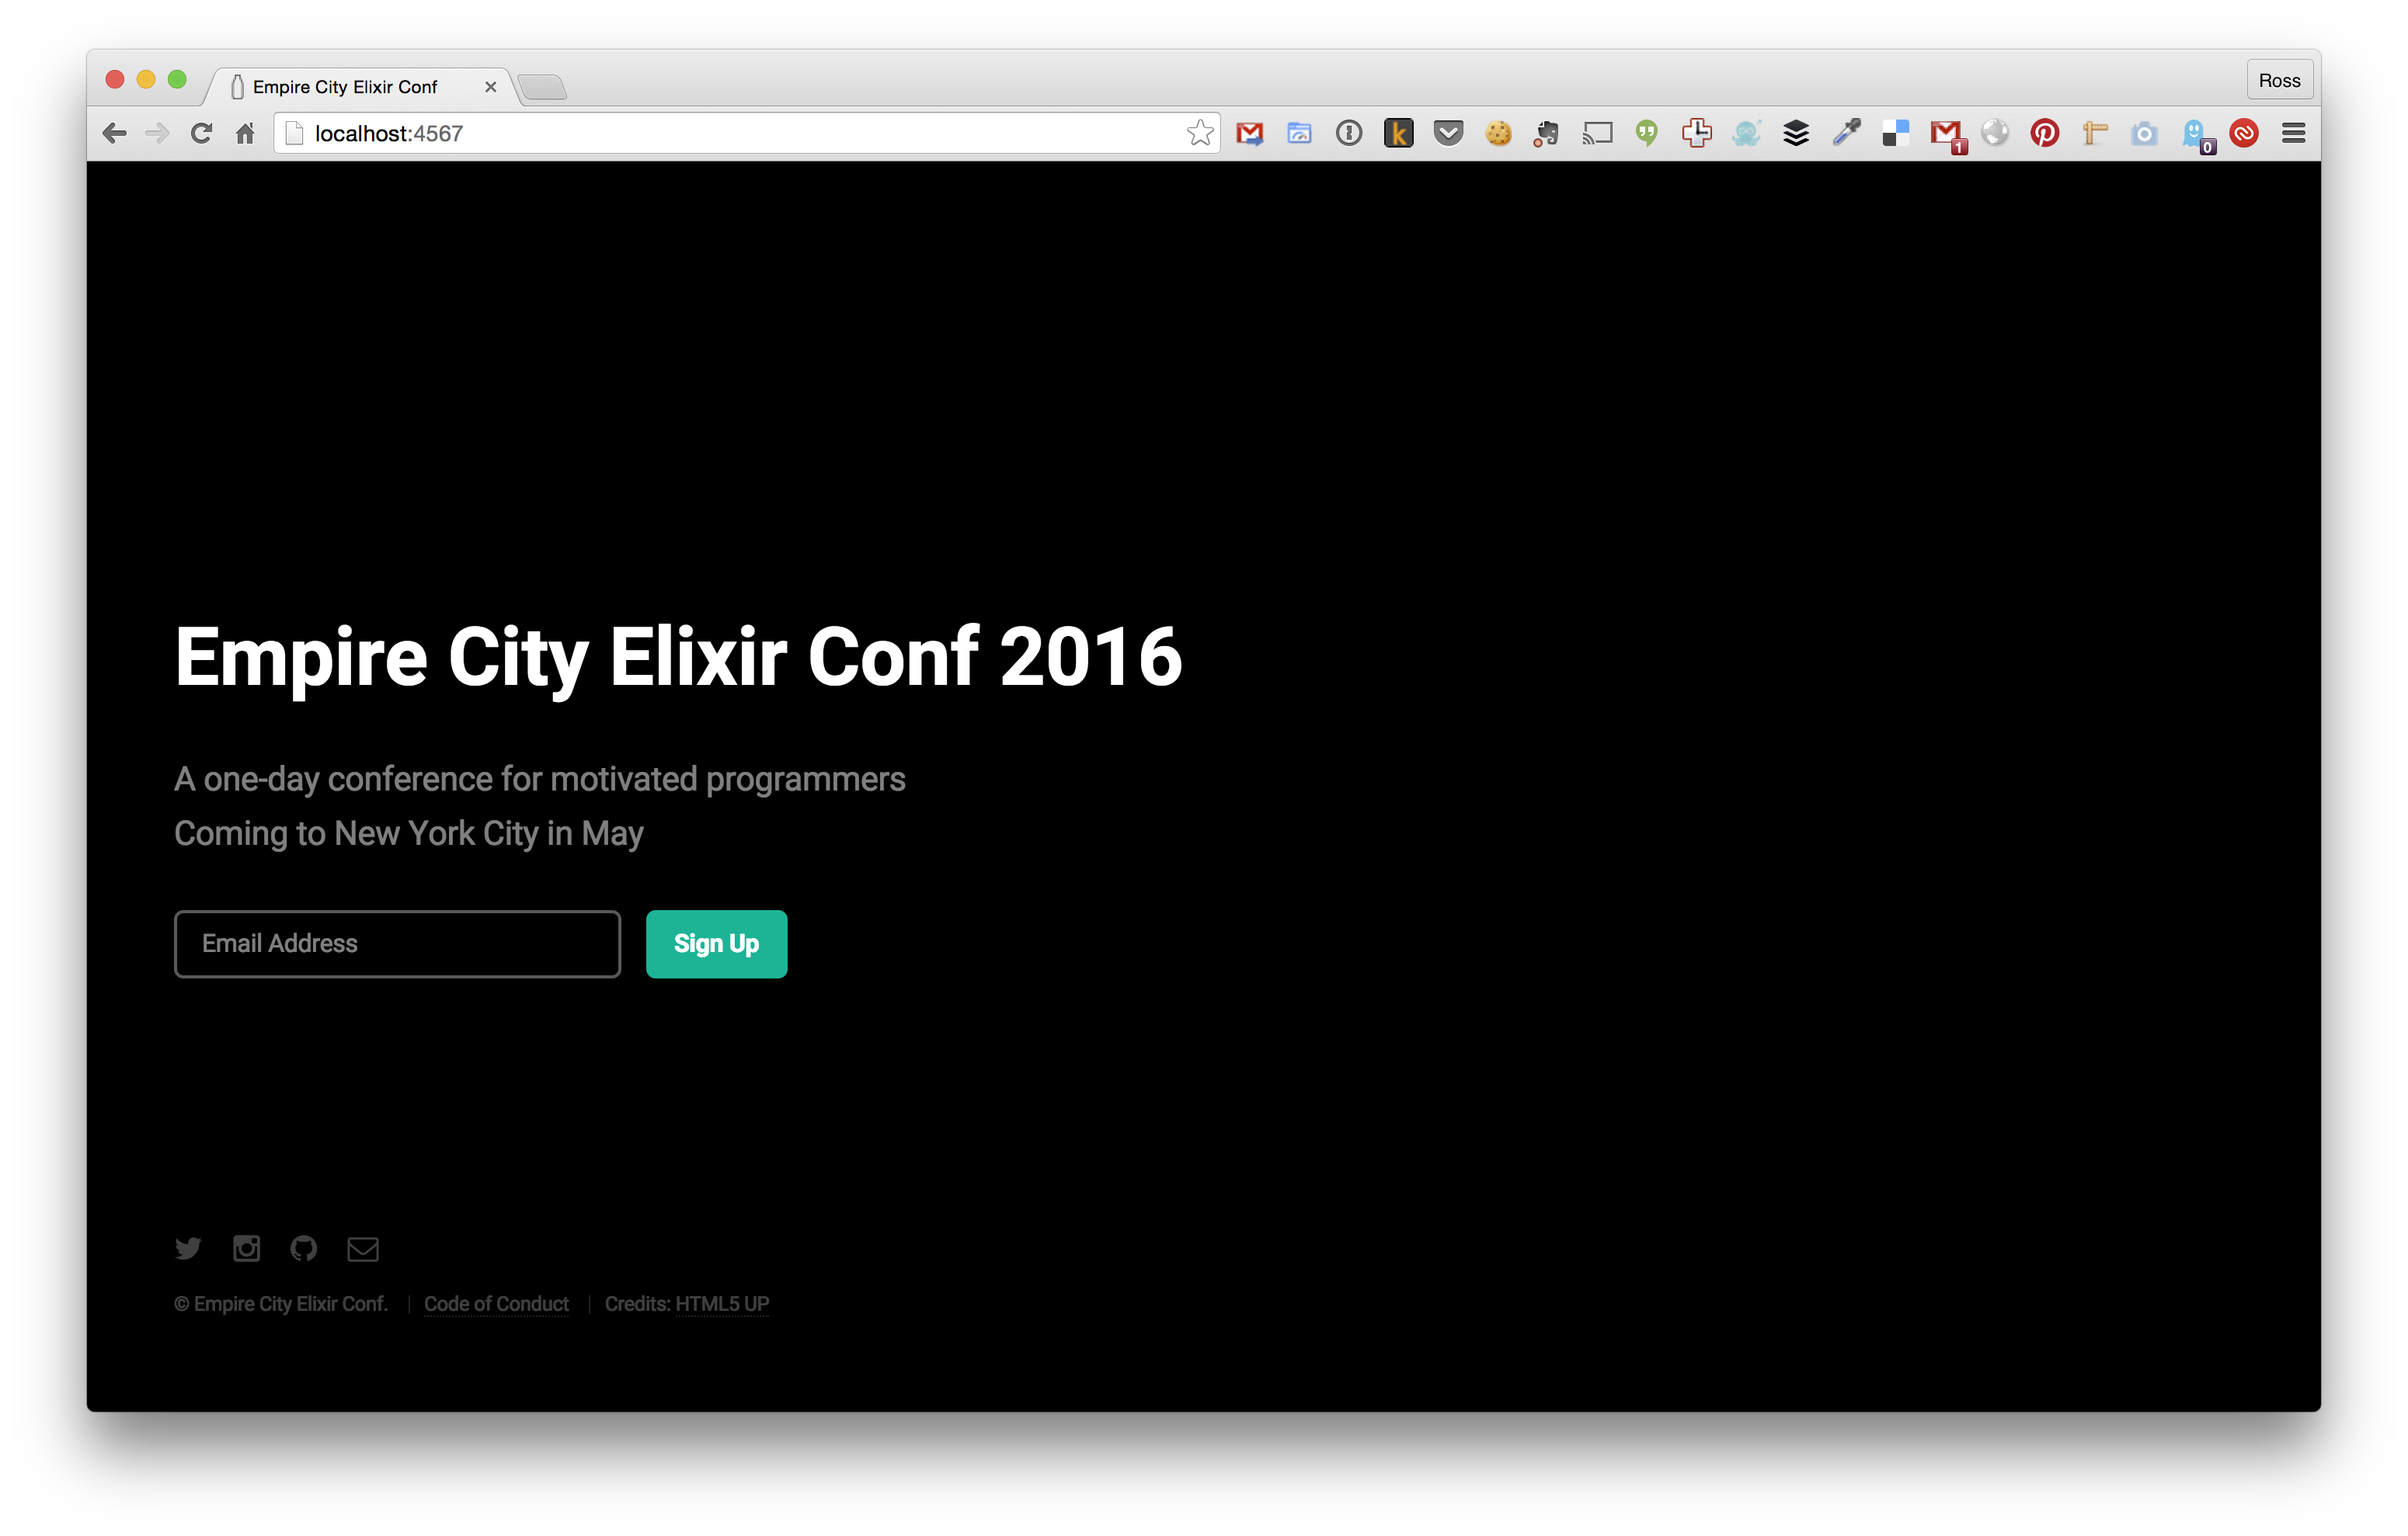 Empire City Elixir Conf
Ross
localhost:4567
k
1
0
Empire City Elixir Conf 2016
A one-day conference for motivated programmers
Coming to New York City in May
Email Address
Sign Up
© Empire City Elixir Conf. | Code of Conduct | Credits: HTML5 UP